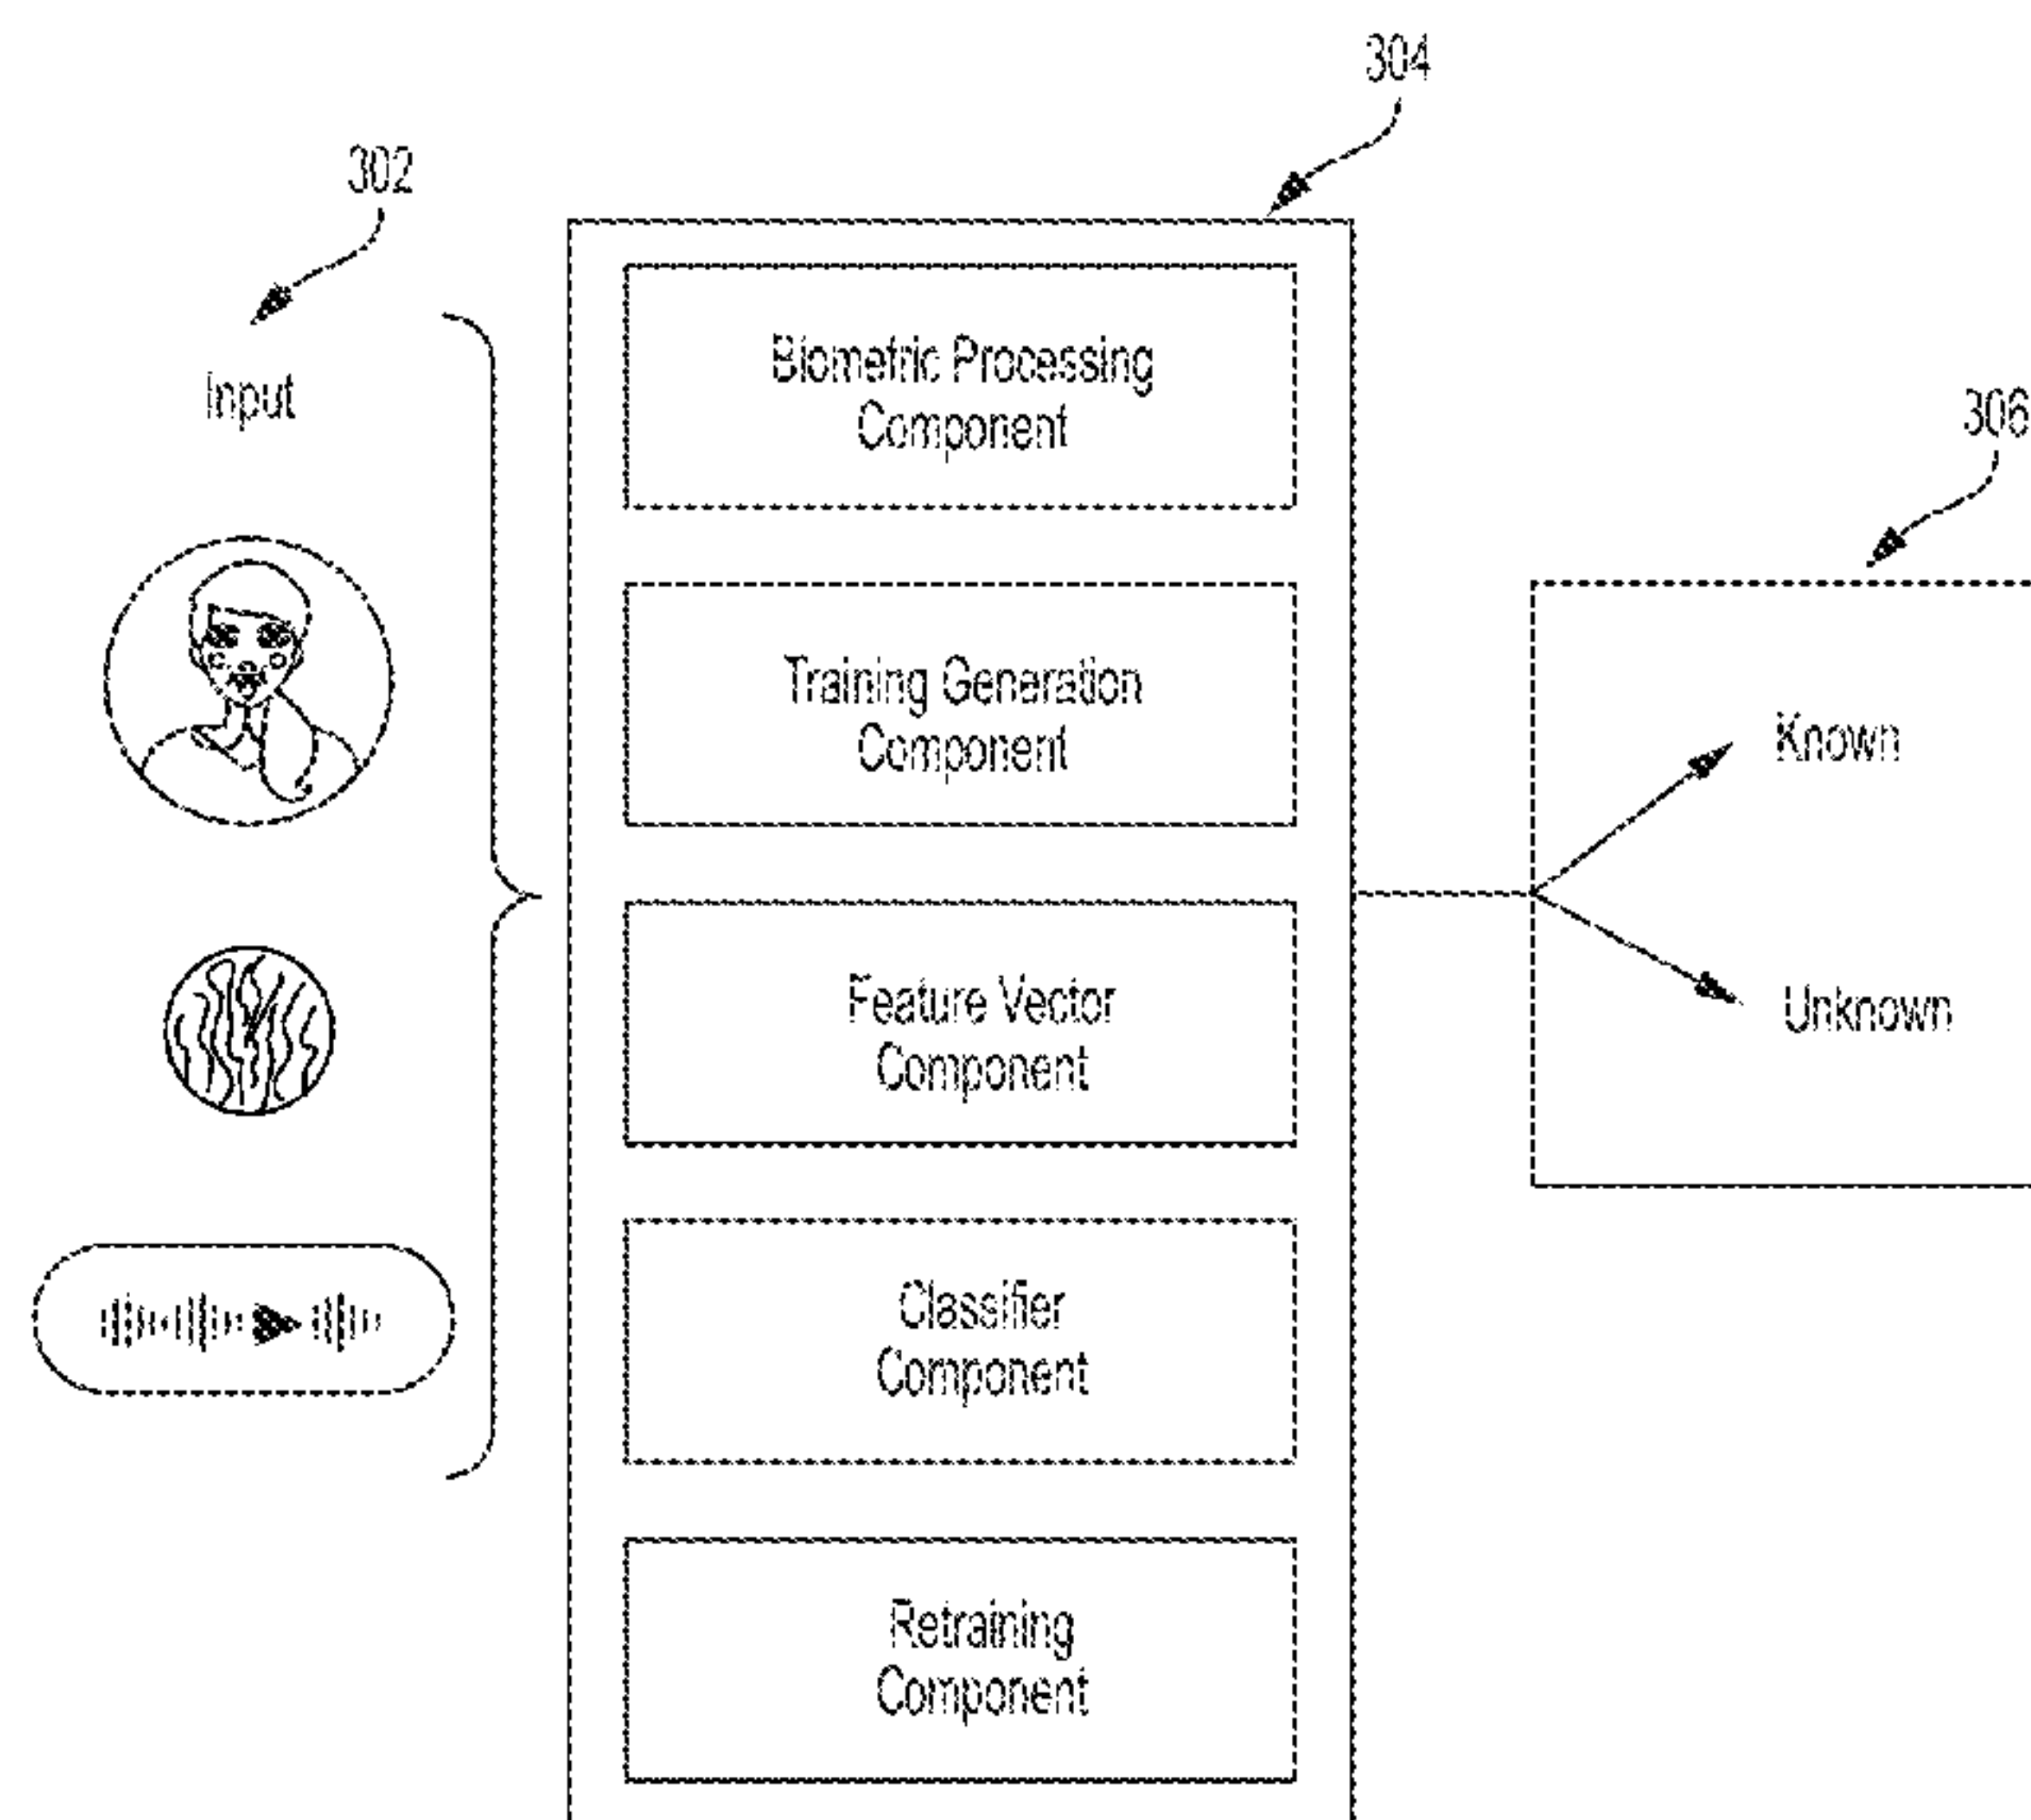 304
302
Input
Biometric Processing
Component
306
Training Generation
Component
Known
Feature Vector
Component
Unknown
Classifier
Component
Retraining
Component